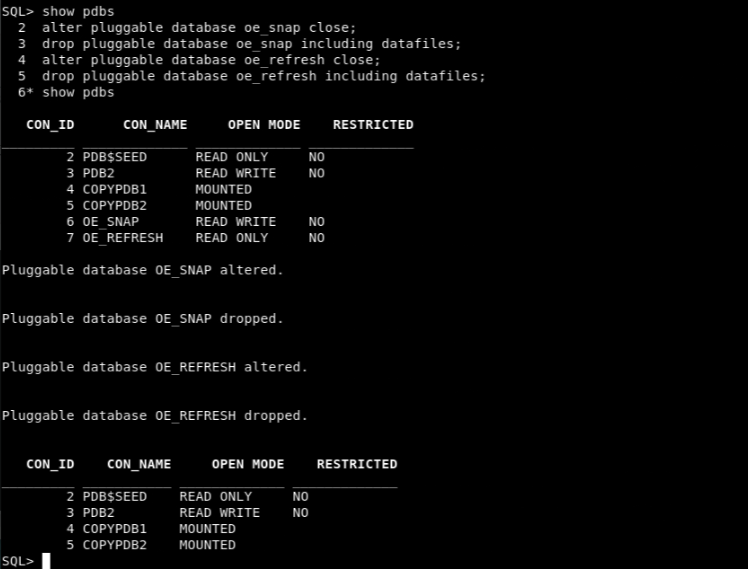 SQL> show pdbs
2 alter pluggable database oe_snap close;
3 drop pluggable database oe_snap including datafiles;
4 alter pluggable database oe_refresh close;
5 drop pluggable database oe_refresh including datafiles;
6* show pdbs
CON_ID CON_NAME OPEN MODE RESTRICTED
2 PDB$SEED READ ONLY NO
3 PDB2 READ WRITE NO
4 COPYPDB1 MOUNTED
5 COPYPDB2 MOUNTED
6 OE_SNAP READ WRITE NO
7 OE_REFRESH READ ONLY NO
Pluggable database OE_SNAP altered.
Pluggable database OE_SNAP dropped.
Pluggable database OE_REFRESH altered.
Pluggable database OE_REFRESH dropped.
CON_ID CON_NAME OPEN MODE RESTRICTED
2 PDB$SEED READ ONLY NO
3 PDB2 READ WRITE NO
4 COPYPDB1 MOUNTED
5 COPYPDB2 MOUNTED
SQL>